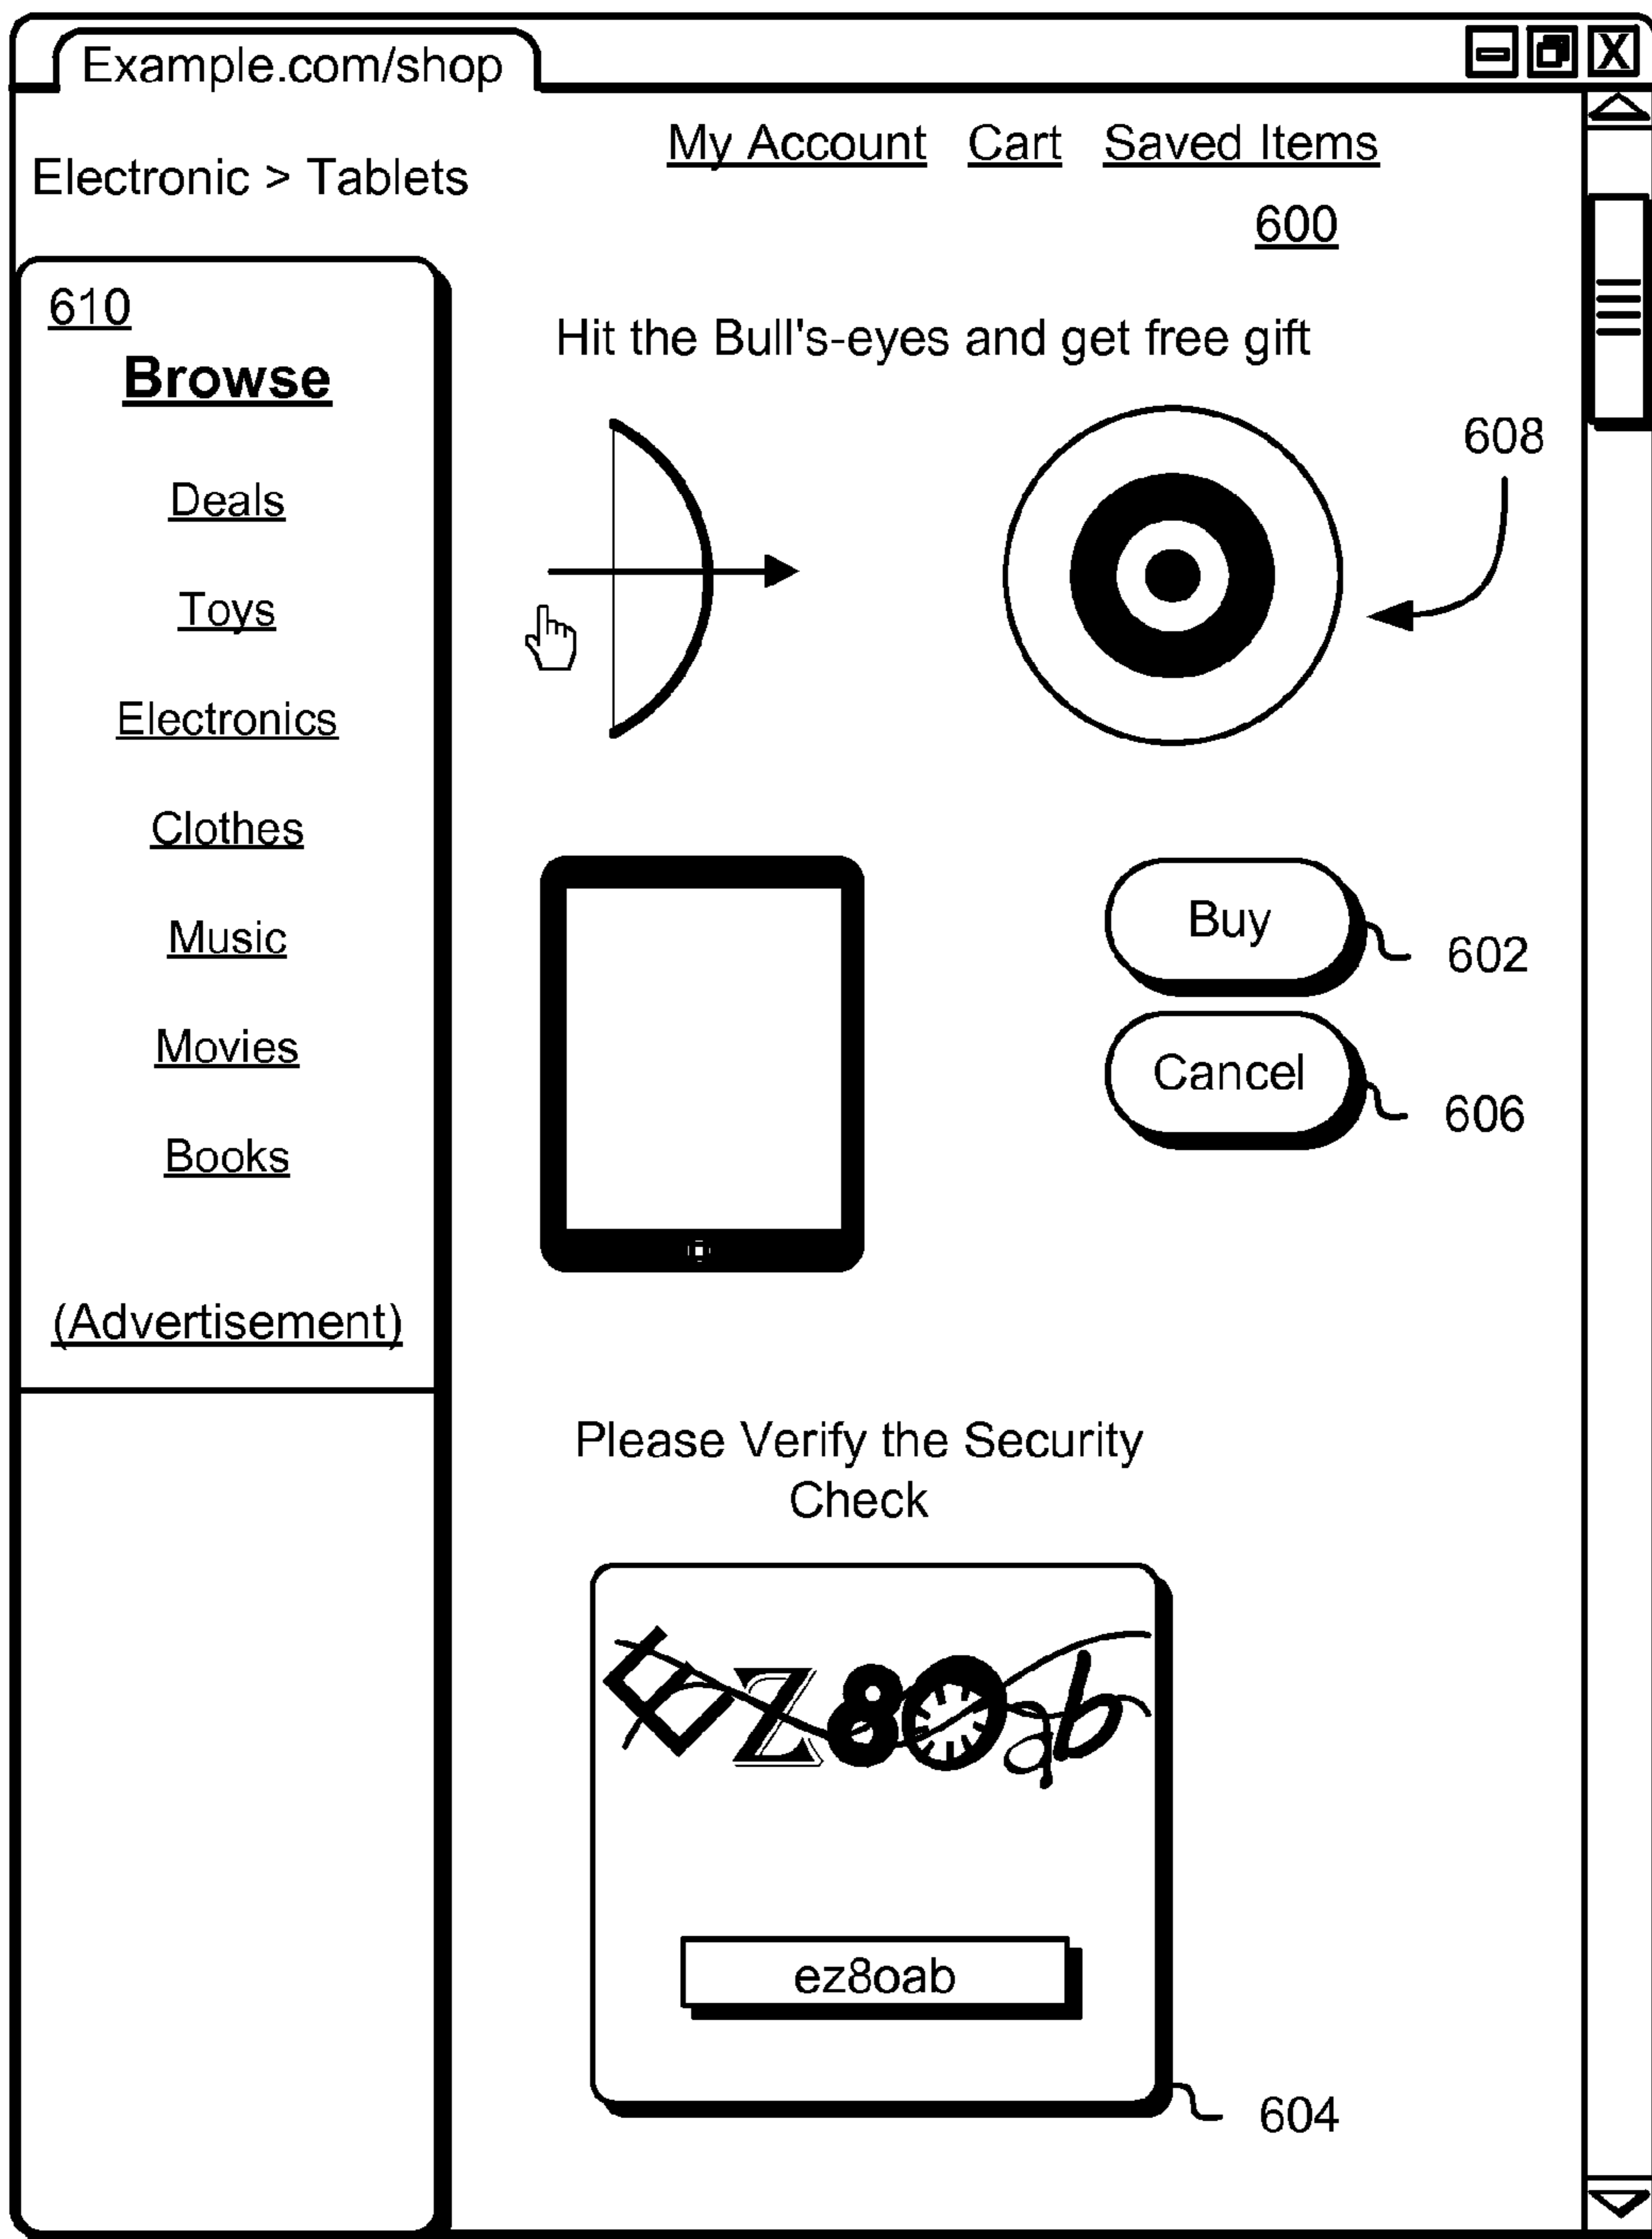 Example.com/shop
My Account Cart Saved Items
Electronic > Tablets
600
610
Browse
Deals
Toys
Electronics
Clothes
Music
Movies
Books
(Advertisement)
Hit the Bull's-eyes and get free gift
608
Buy
602
Cancel
606
Please Verify the Security
Check
Ez8Oab
ez8oab
604